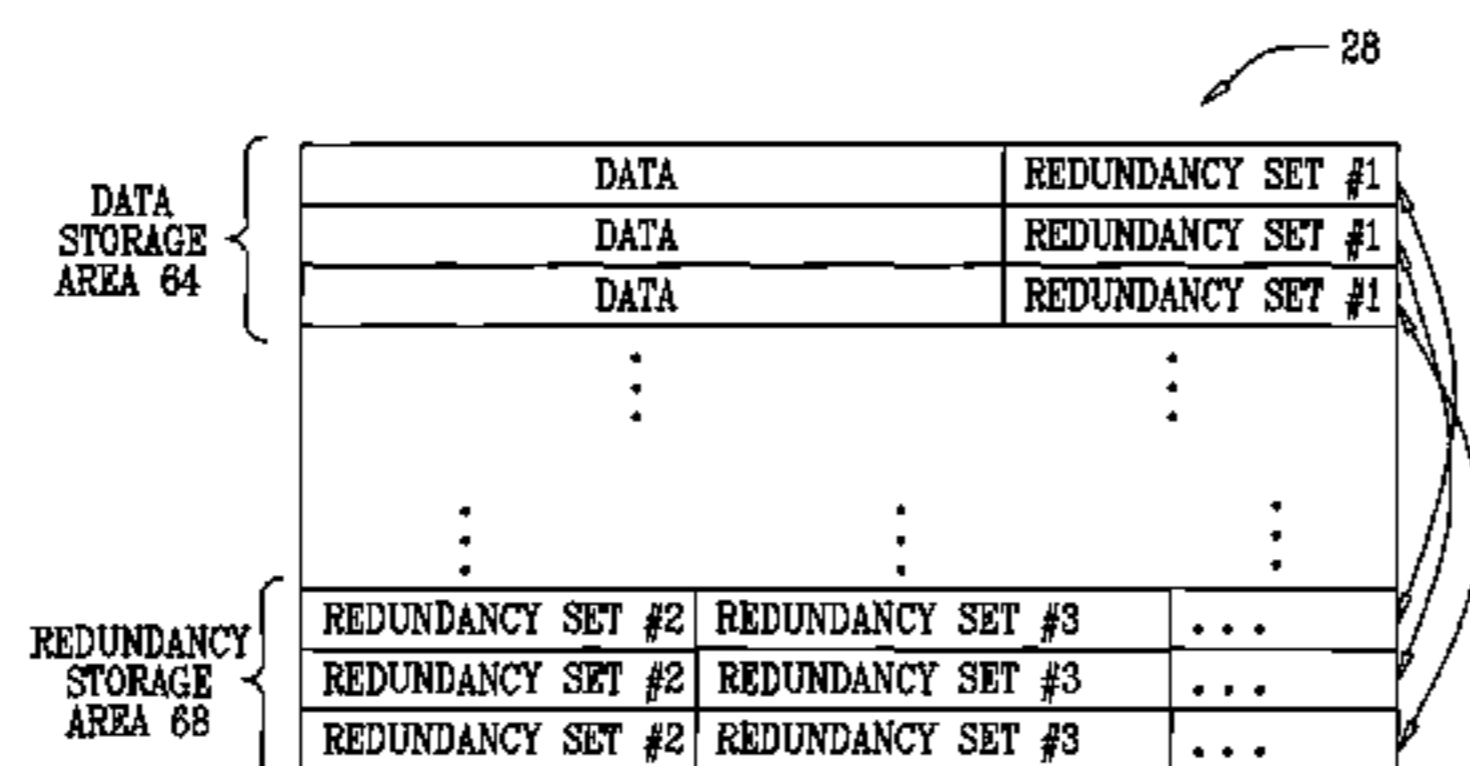 28
DATA
STORAGE
AREA 64
DATA REDUNDANCY SET #1
DATA REDUNDANCY SET #1
DATA REDUNDANCY SET #1
REDUNDANCY
STORAGE
AREA 68
REDUNDANCY SET #2 REDUNDANCY SET #3 ...
REDUNDANCY SET #2 REDUNDANCY SET #3 ...
REDUNDANCY SET #2 REDUNDANCY SET #3 ...